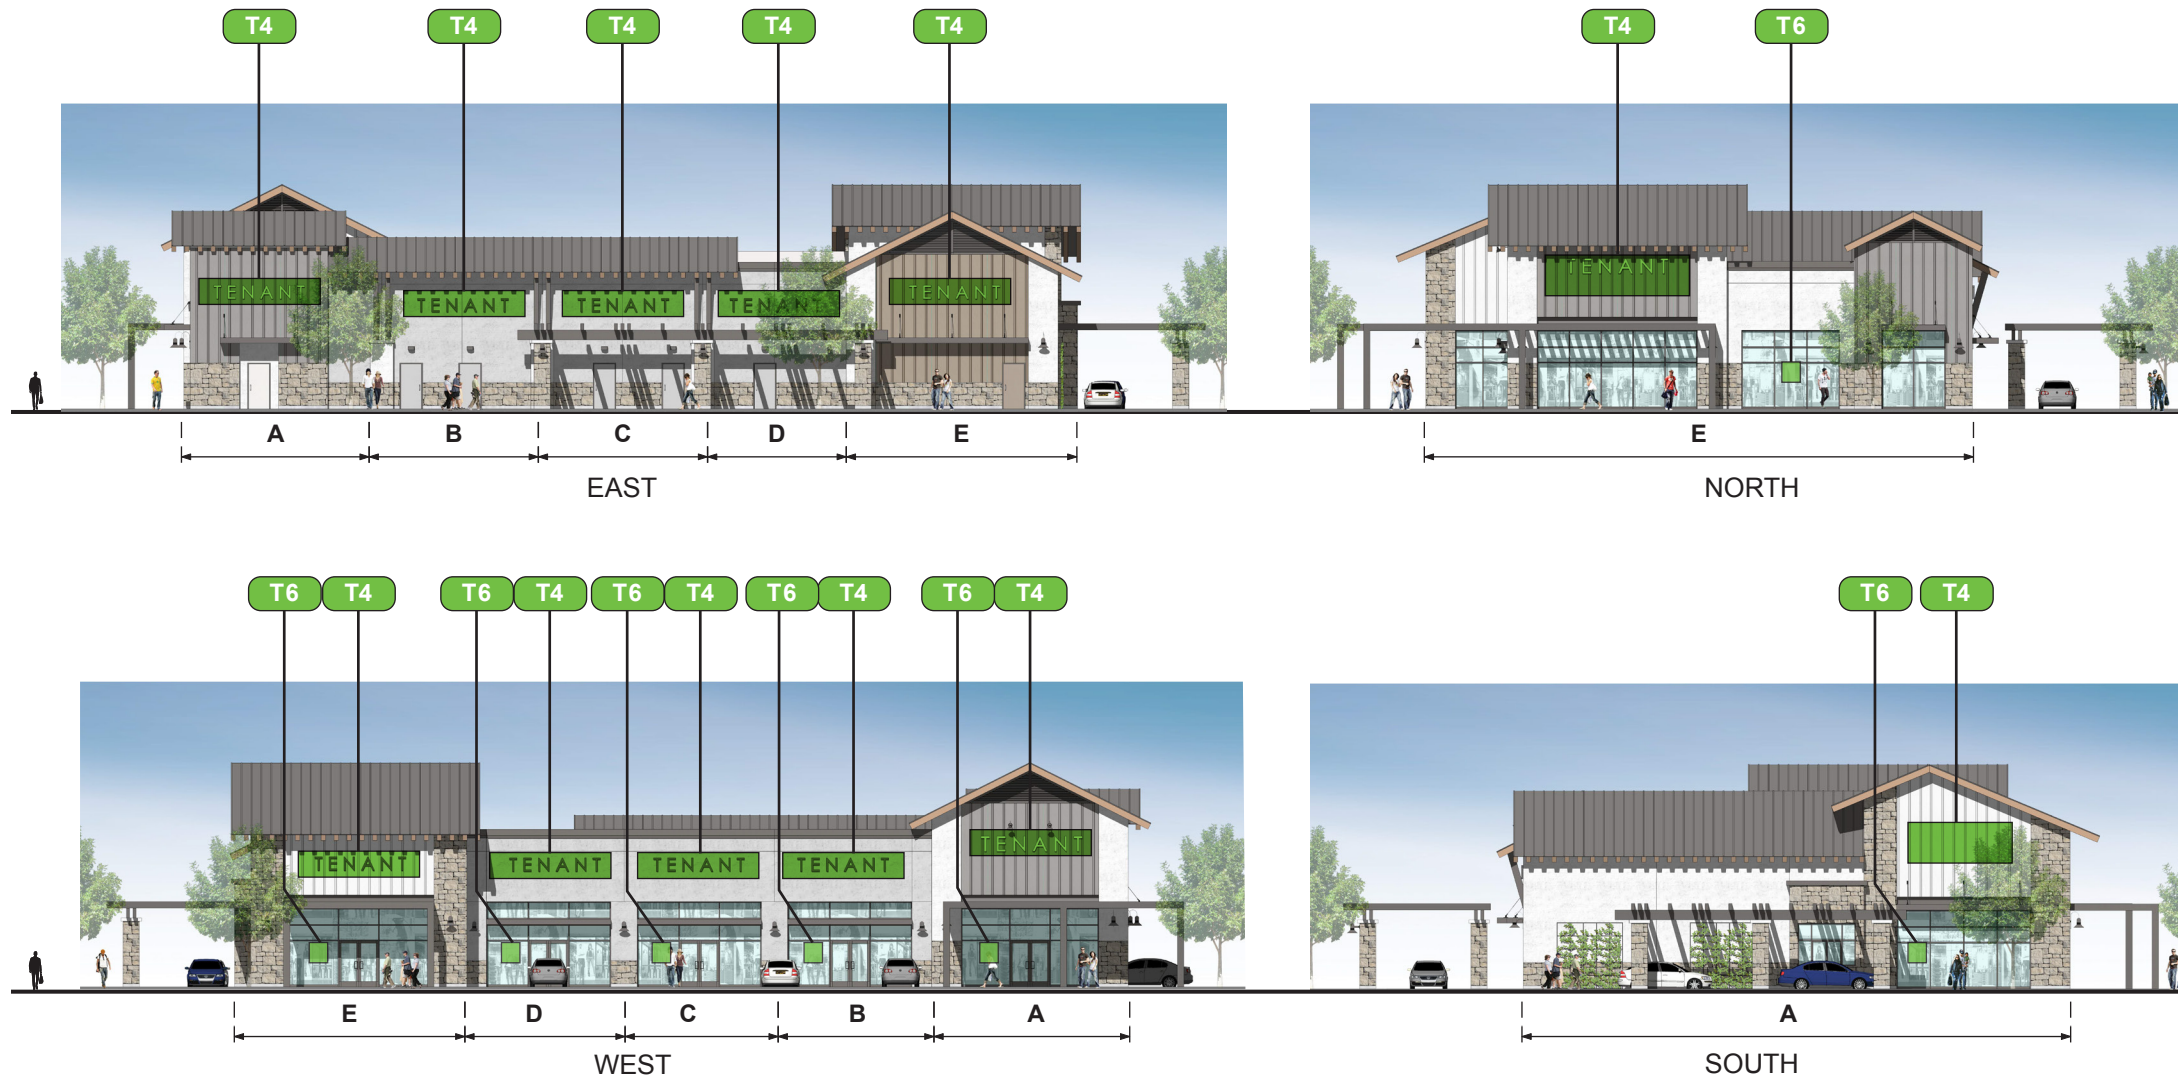 T4 T4 T4 T4 T4 T4 T6
TENANT
TENANT TENANT TENANT TENANT TENANT
A B C D E E
EAST NORTH
T6 T4 T6 T4 T6 T4 T6 T4 T6 T4 T6 T4
TENANT
TENANT TENANT TENANT TENANT
E D C B A A
WEST SOUTH